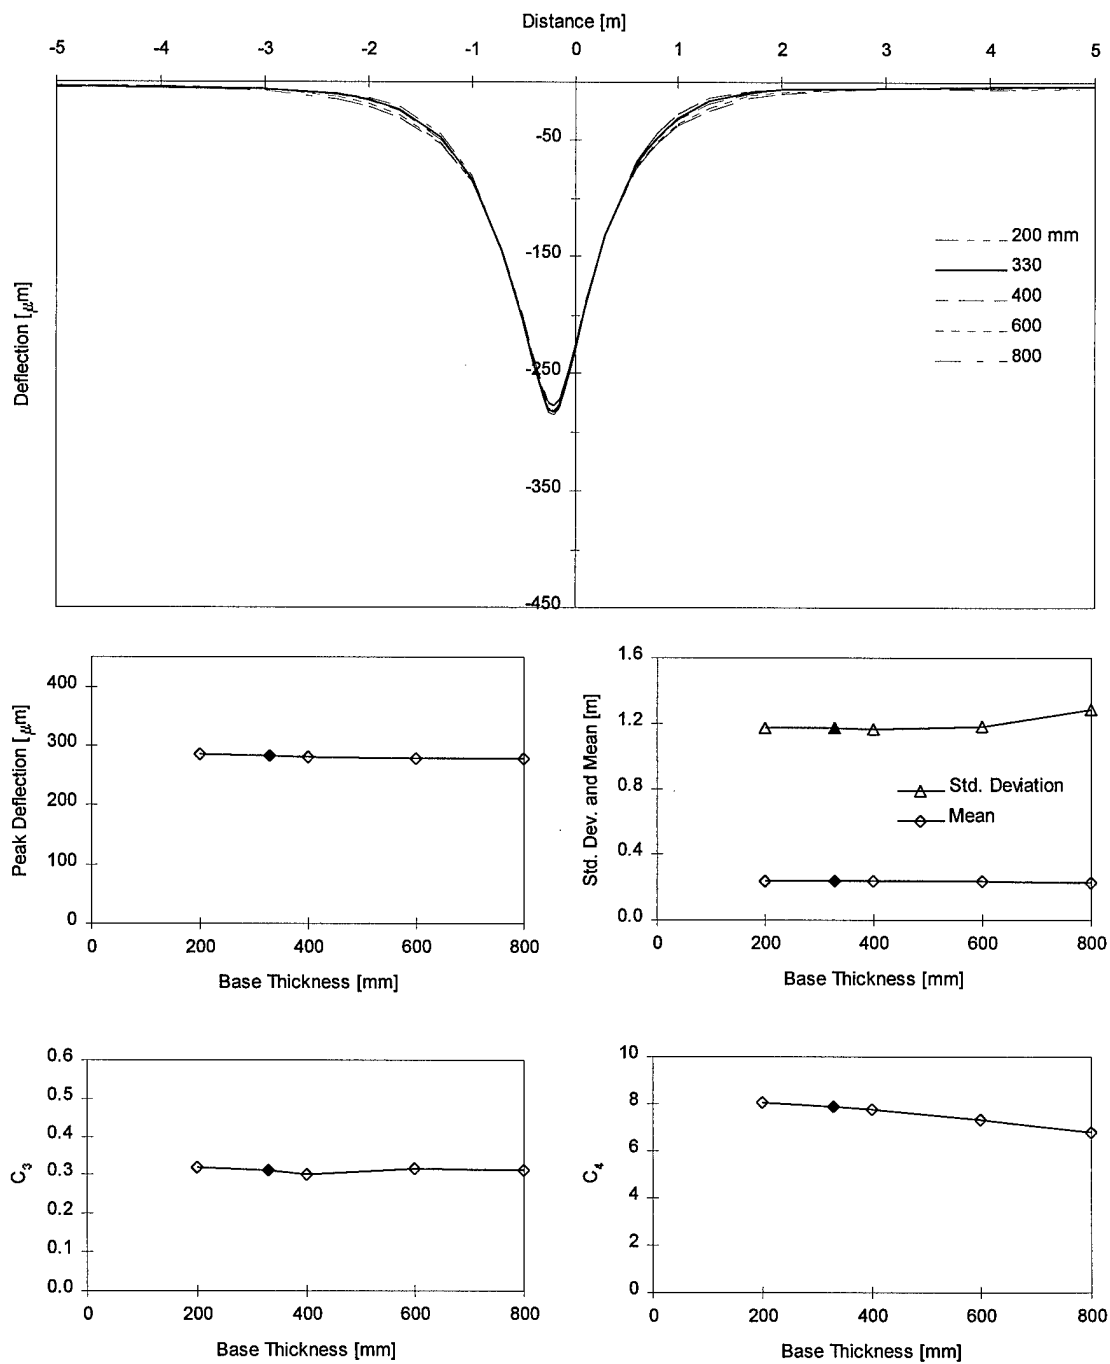 Distance [m]
-5 -4 -3 -2 -1 0 1 2 3 4 5
-50
-150
-250
-350
-450
Deflection [μm]
200 mm
330
400
600
800
400
300
200
100
0
Peak Deflection [μm]
0 200 400 600 800
Base Thickness [mm]
1.6
1.2
0.8
0.4
0.0
Std. Dev. and Mean [m]
Std. Deviation
Mean
0 200 400 600 800
Base Thickness [mm]
0.6
0.5
0.4
0.3
0.2
0.1
0.0
C₃
0 200 400 600 800
Base Thickness [mm]
10
8
6
4
2
0
C₄
0 200 400 600 800
Base Thickness [mm]